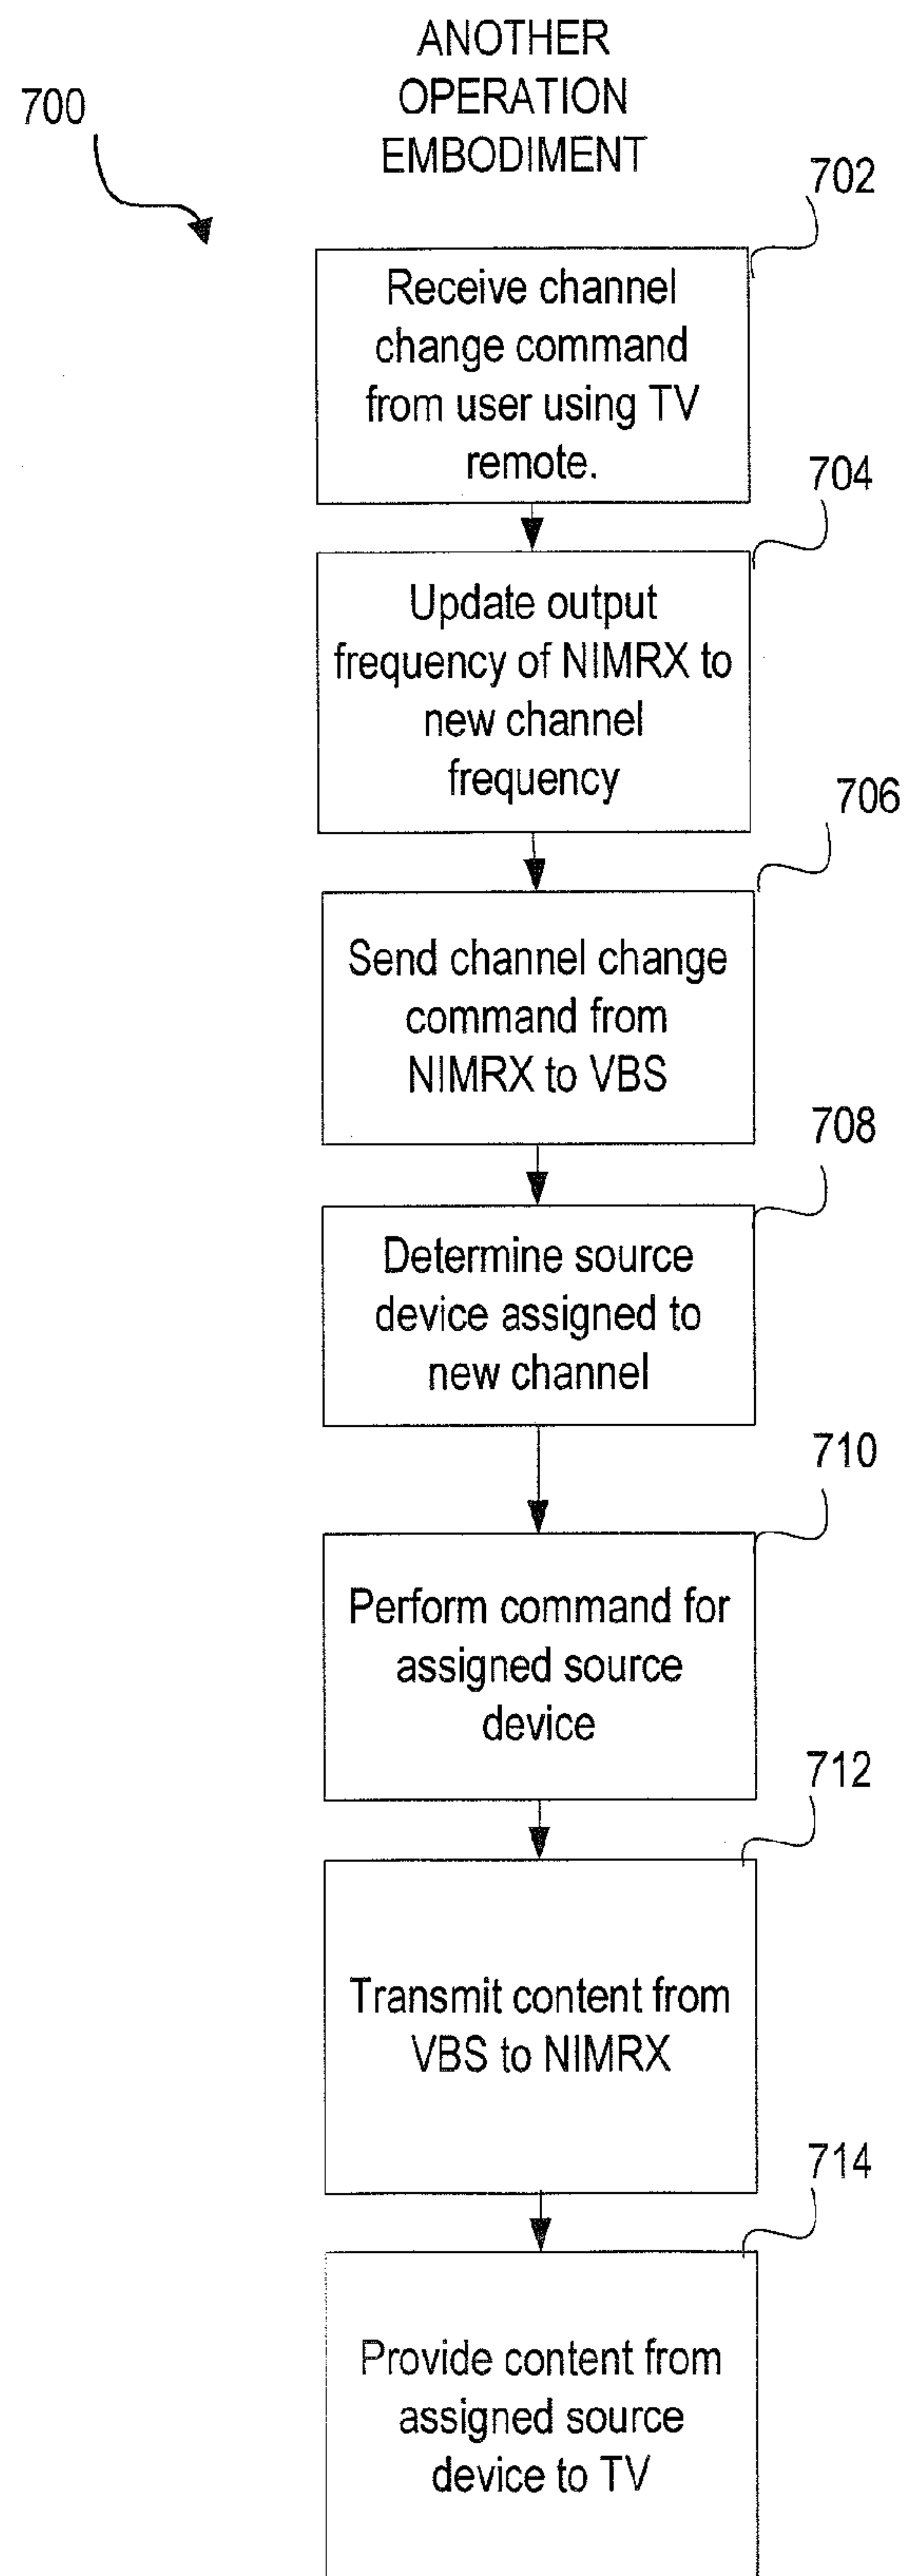 ANOTHER
OPERATION
EMBODIMENT
700
702
Receive channel
change command
from user using TV
remote.
704
Update output
frequency of NIMRX to
new channel
frequency
706
Send channel change
command from
NIMRX to VBS
708
Determine source
device assigned to
new channel
710
Perform command for
assigned source
device
712
Transmit content from
VBS to NIMRX
714
Provide content from
assigned source
device to TV